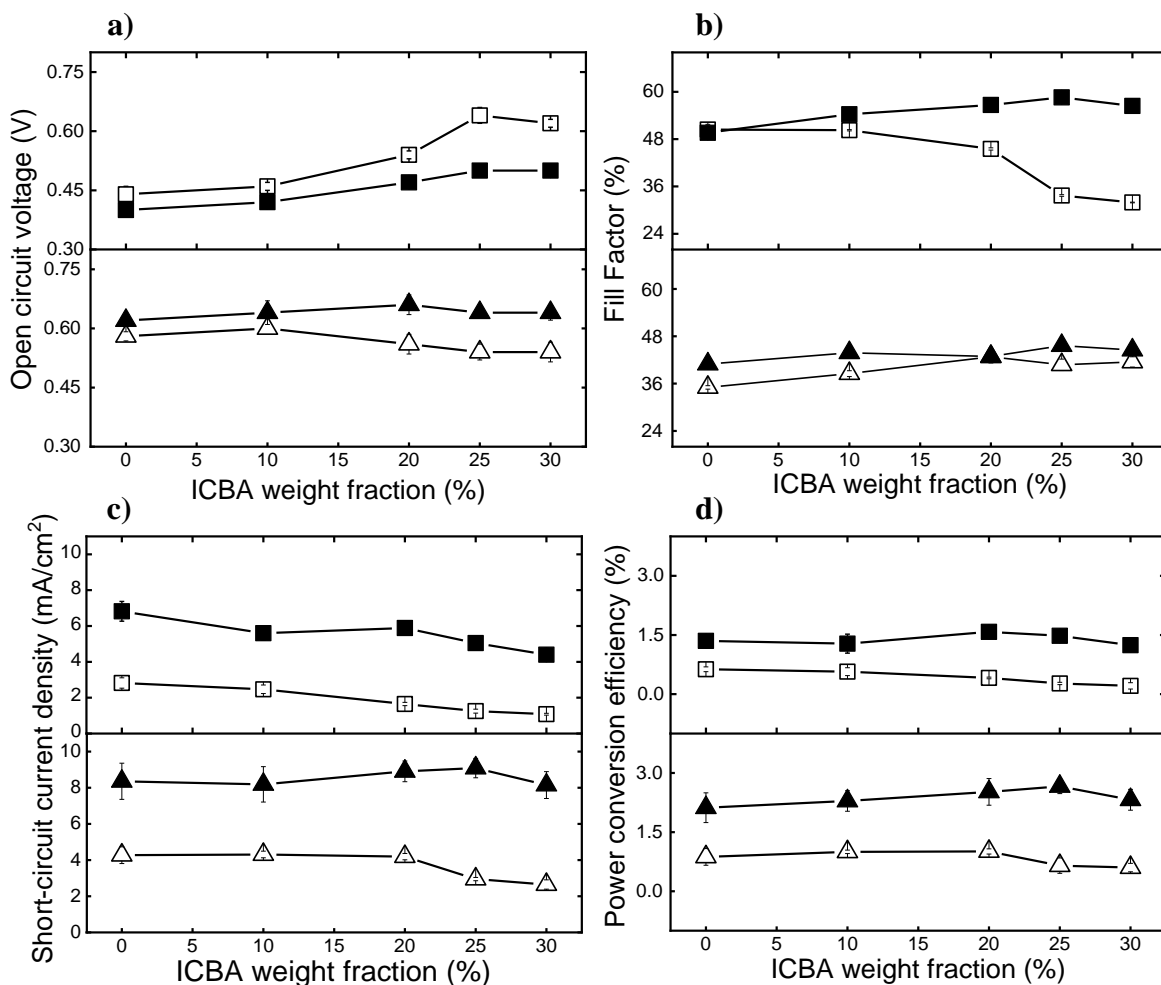 a)
Open circuit voltage (V)
0.75
0.60
0.45
0.30
0.75
0.60
0.45
0.30
0 5 10 15 20 25 30
ICBA weight fraction (%)
b)
Fill Factor (%)
60
48
36
24
60
48
36
24
0 5 10 15 20 25 30
ICBA weight fraction (%)
c)
Short-circuit current density (mA/cm²)
10
8
6
4
2
0
10
8
6
4
2
0
0 5 10 15 20 25 30
ICBA weight fraction (%)
d)
Power conversion efficiency (%)
3.0
1.5
0.0
3.0
1.5
0.0
0 5 10 15 20 25 30
ICBA weight fraction (%)